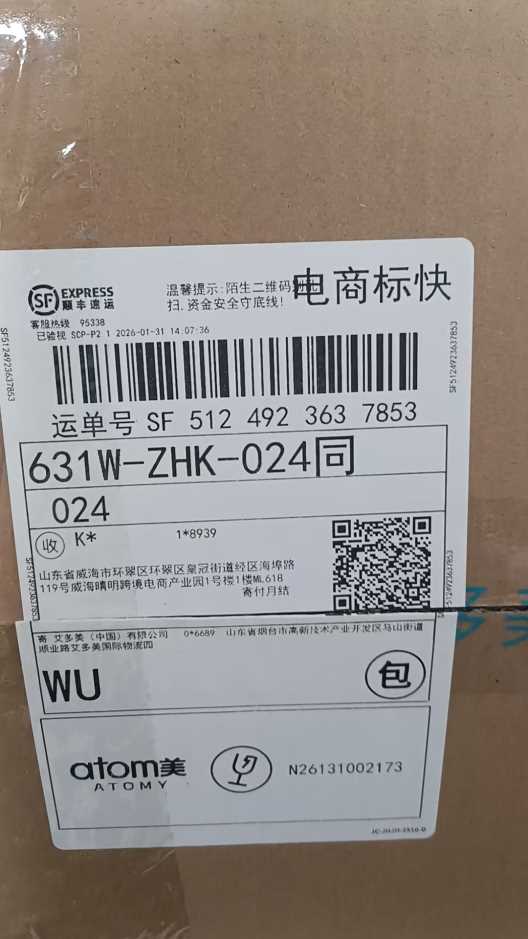 SF EXPRESS
顺丰速运
温馨提示:陌生二维码
扫,资金安全守底线!
电商标快
客服热线 95338
已验视 SCP-P2 1 2026-01-31 14:07:36
SF5124923637853
SF5124923637853
运单号 SF 512 492 363 7853
631W-ZHK-024同
024
收 K* 1*8939
山东省威海市环翠区环翠区皇冠街道经区海埠路
119号威海晴明跨境电商产业园1号楼1楼ML618
寄付月结
SF5124923637853
5124923637853
寄 艾多美(中国)有限公司 0*6689 山东省烟台市高新技术产业开发区马山街道
顺业路艾多美国际物流园
WU
包
atom美
ATOMY
N26131002173